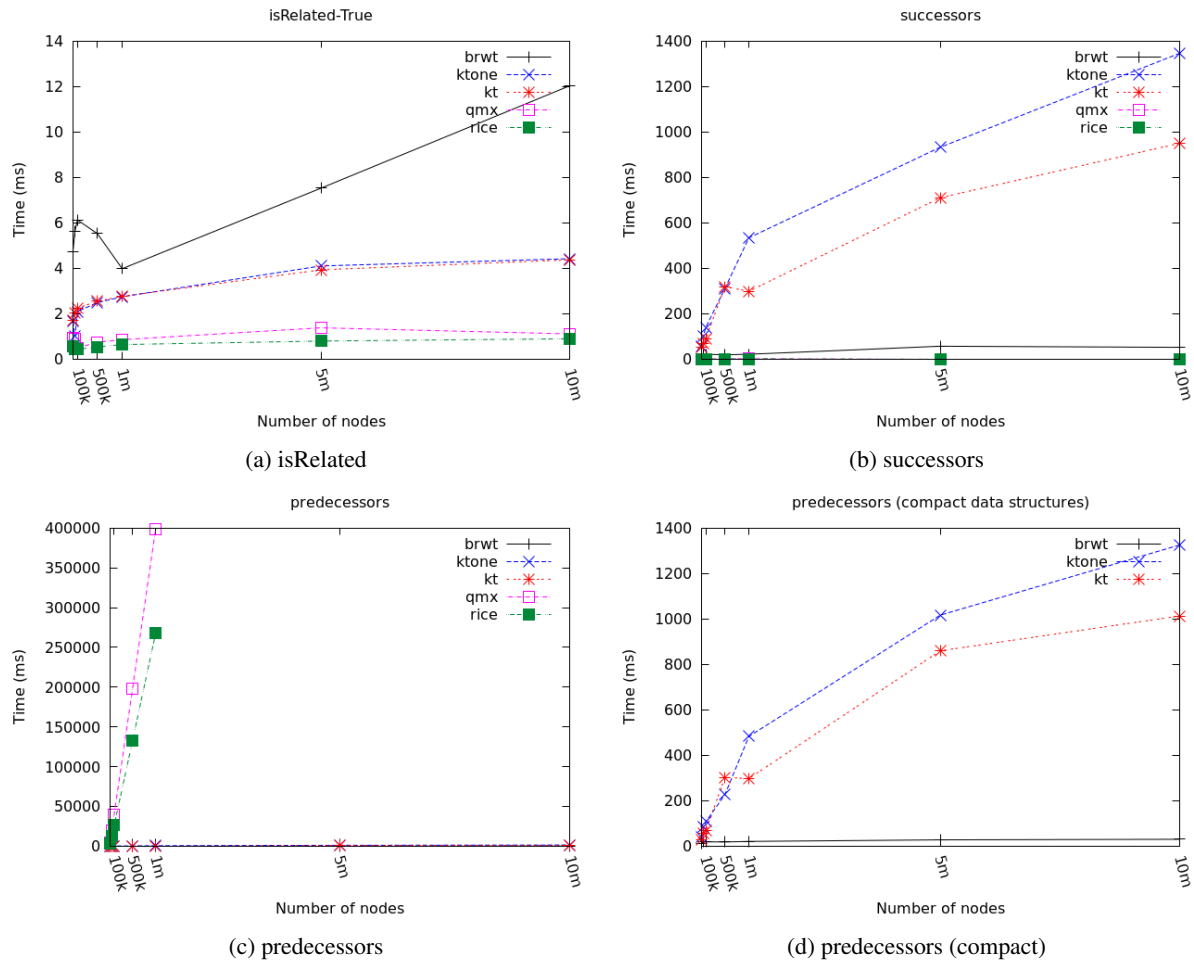 isRelated-True
14
12
10
8
6
4
2
0
Time (ms)
brwt
ktone
kt
qmx
rice
100k
500k
1m
5m
10m
Number of nodes
(a) isRelated
successors
1400
1200
1000
800
600
400
200
0
Time (ms)
brwt
ktone
kt
qmx
rice
100k
500k
1m
5m
10m
Number of nodes
(b) successors
predecessors
400000
350000
300000
250000
200000
150000
100000
50000
0
Time (ms)
brwt
ktone
kt
qmx
rice
100k
500k
1m
5m
10m
Number of nodes
(c) predecessors
predecessors (compact data structures)
1400
1200
1000
800
600
400
200
0
Time (ms)
brwt
ktone
kt
100k
500k
1m
5m
10m
Number of nodes
(d) predecessors (compact)